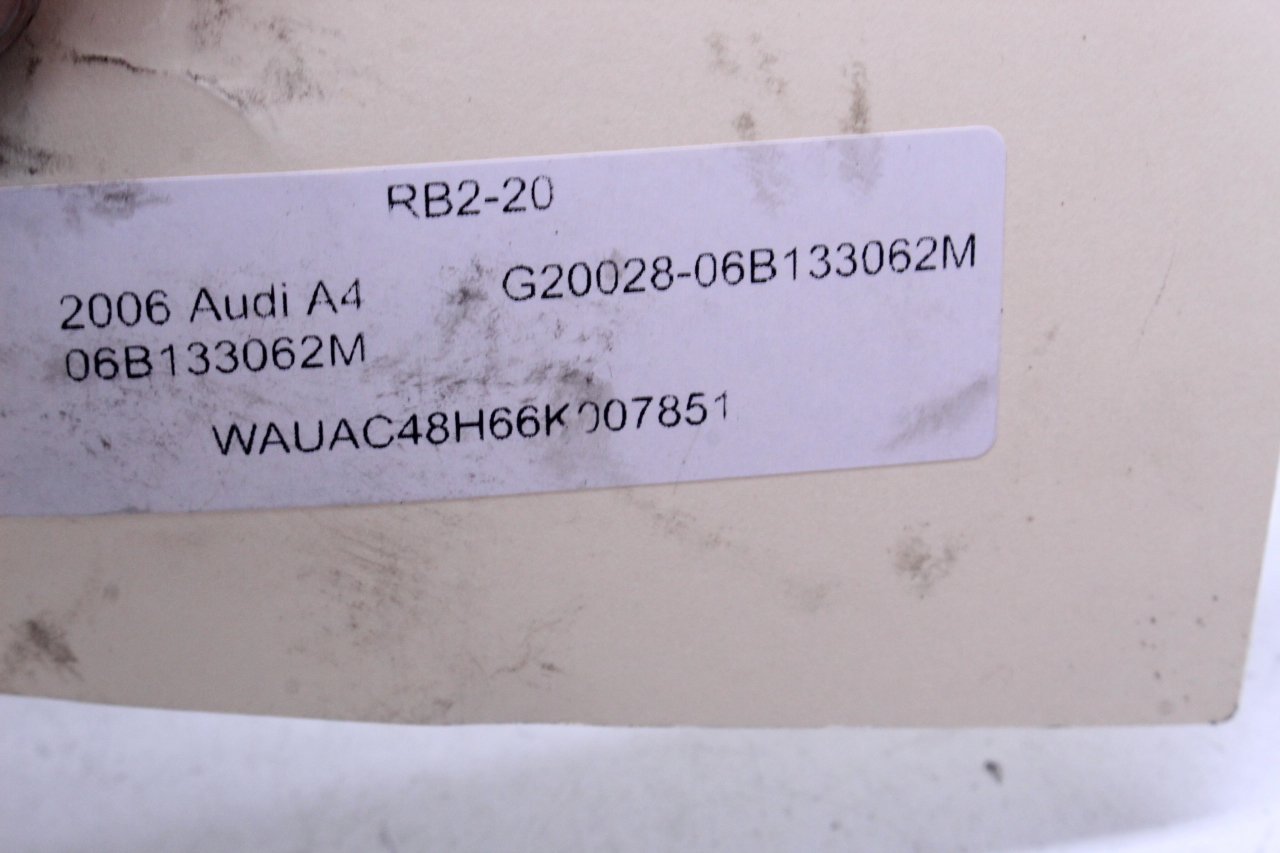 RB2-20
G20028-06B133062M
2006 Audi A4
06B133062M
WAUAC48H66K007851